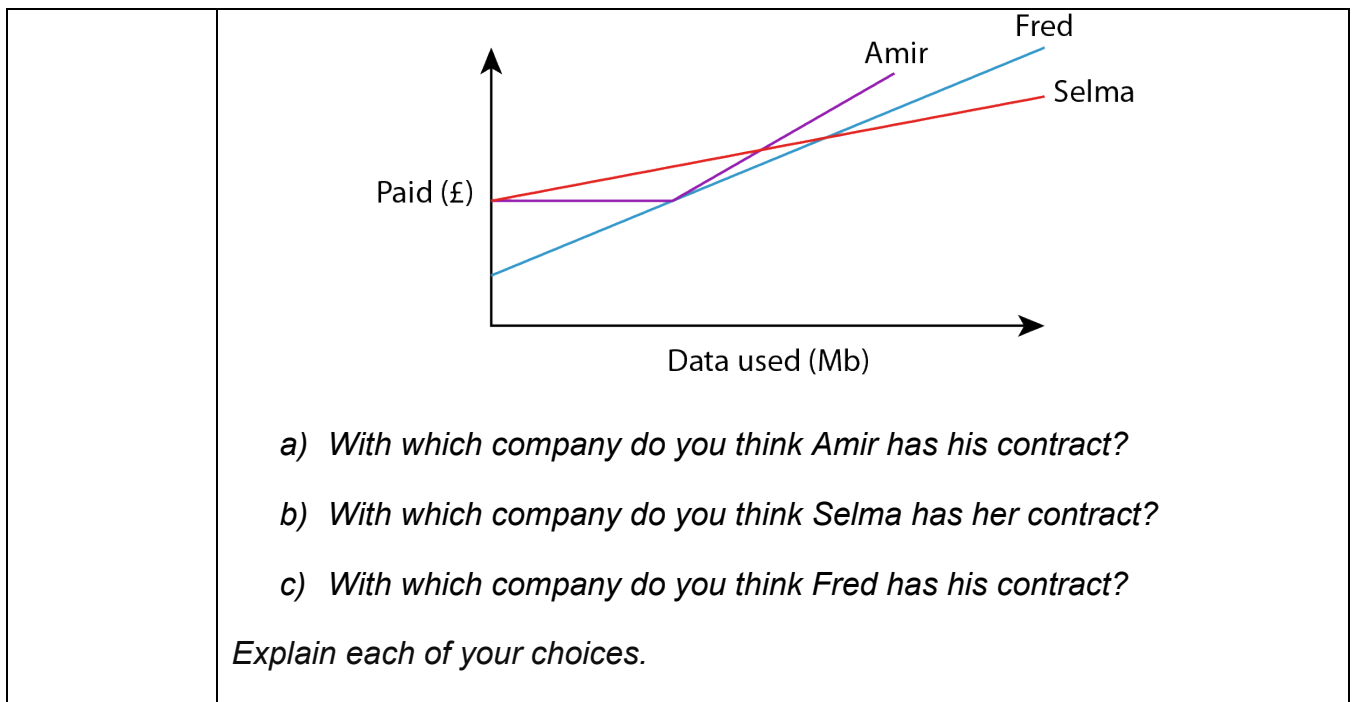 Fred
Amir
Selma
Paid (£)
Data used (Mb)
a) With which company do you think Amir has his contract?
b) With which company do you think Selma has her contract?
c) With which company do you think Fred has his contract?
Explain each of your choices.